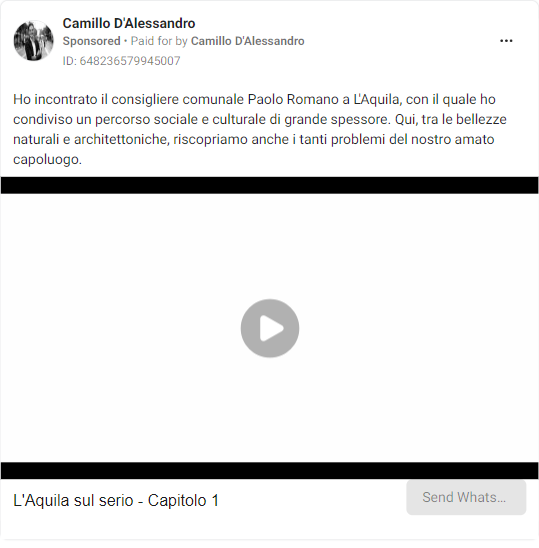 Camillo D'Alessandro
Sponsored • Paid for by Camillo D'Alessandro
ID: 648236579945007
Ho incontrato il consigliere comunale Paolo Romano a L'Aquila, con il quale ho
condiviso un percorso sociale e culturale di grande spessore. Qui, tra le bellezze
naturali e architettoniche, riscopriamo anche i tanti problemi del nostro amato
capoluogo.
L'Aquila sul serio - Capitolo 1
Send Whats...